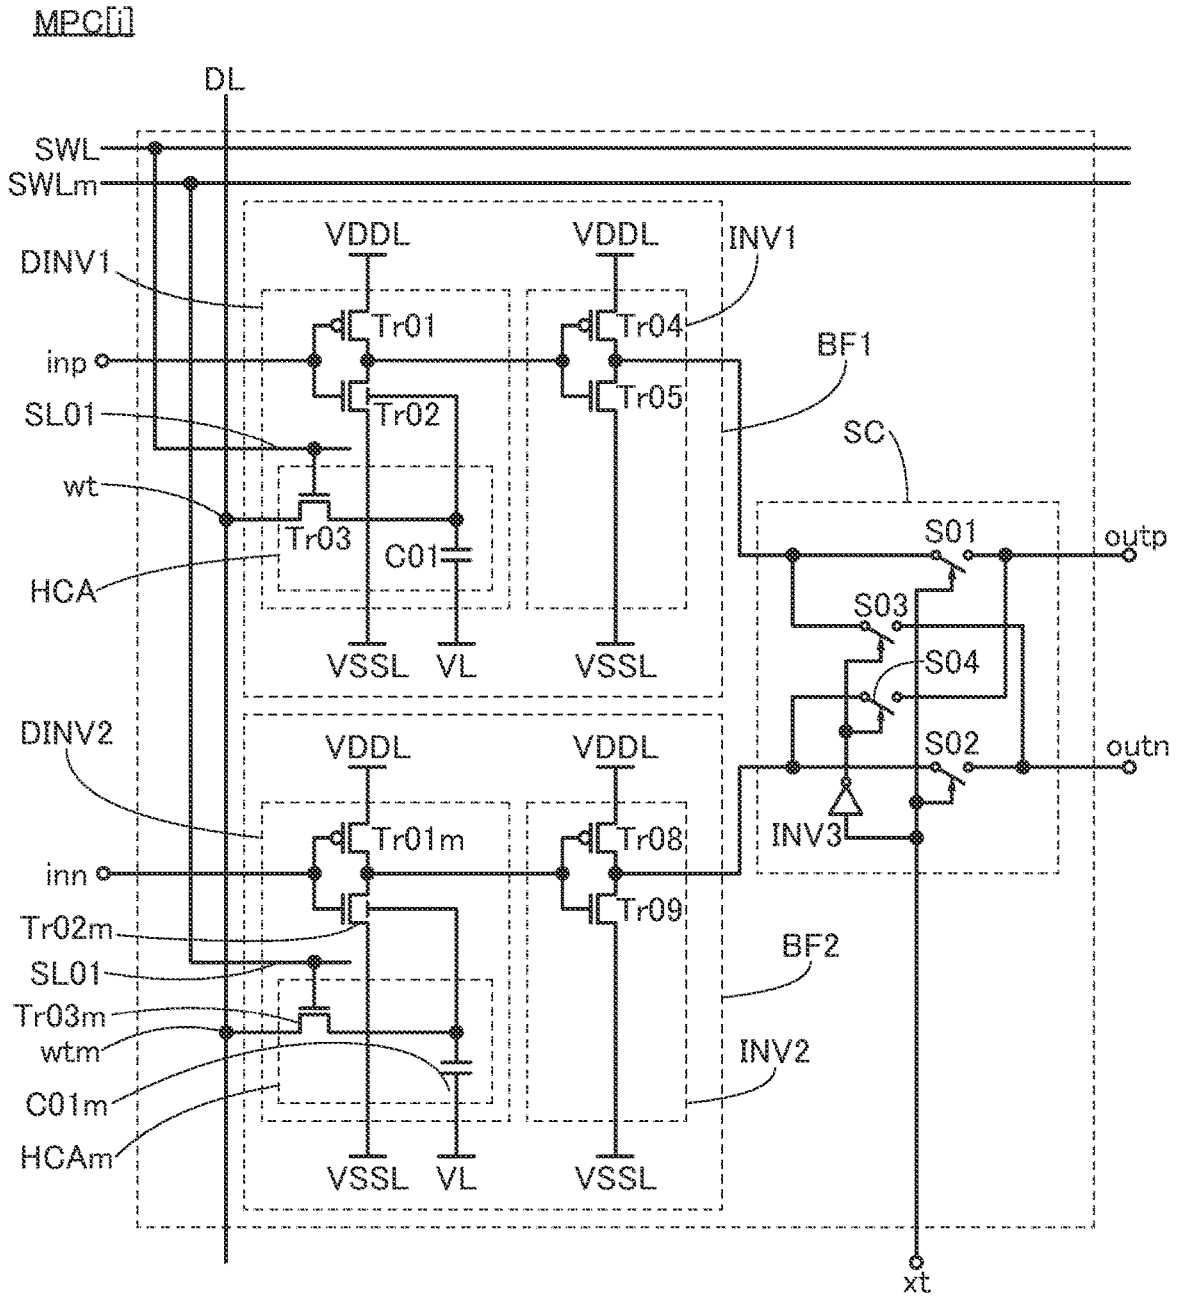 MPC[i]
DL
SWL
SWLm
VDDL
VDDL
INV1
DINV1
Tr01
Tr04
inp
BF1
Tr02
Tr05
SL01
SC
wt
S01
outp
Tr03
C01
HCA
S03
VSSL
VL
VSSL
S04
DINV2
VDDL
VDDL
S02
outn
Tr01m
Tr08
INV3
inn
Tr02m
Tr09
BF2
SL01
Tr03m
wtm
INV2
C01m
HCAm
VSSL
VL
VSSL
xt